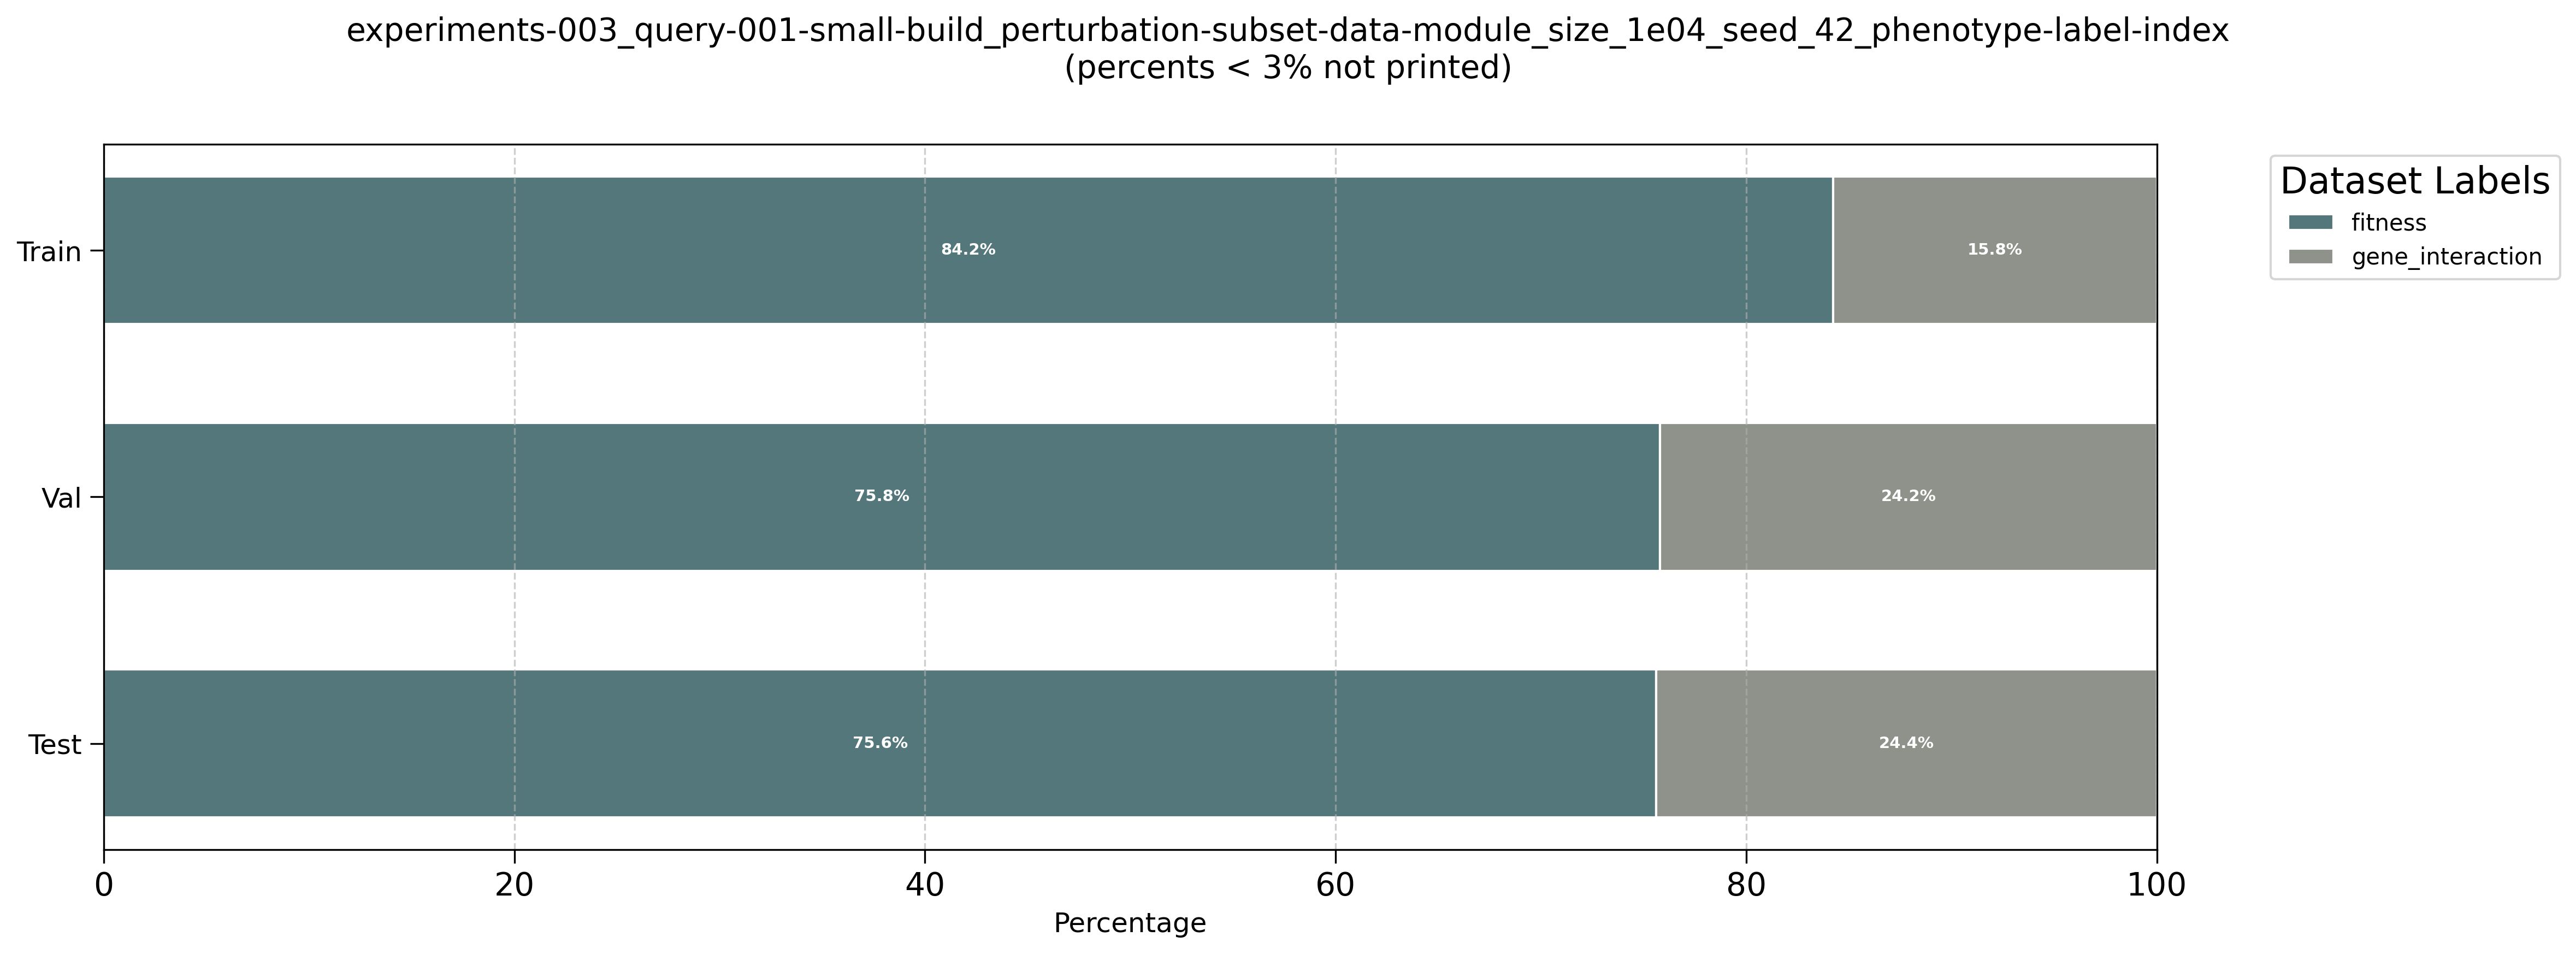 experiments-003_query-001-small-build_perturbation-subset-data-module_size_1e04_seed_42_phenotype-label-index
(percents < 3% not printed)
Dataset Labels
fitness
gene_interaction
Train
84.2%
15.8%
Val
75.8%
24.2%
Test
75.6%
24.4%
0
20
40
60
80
100
Percentage